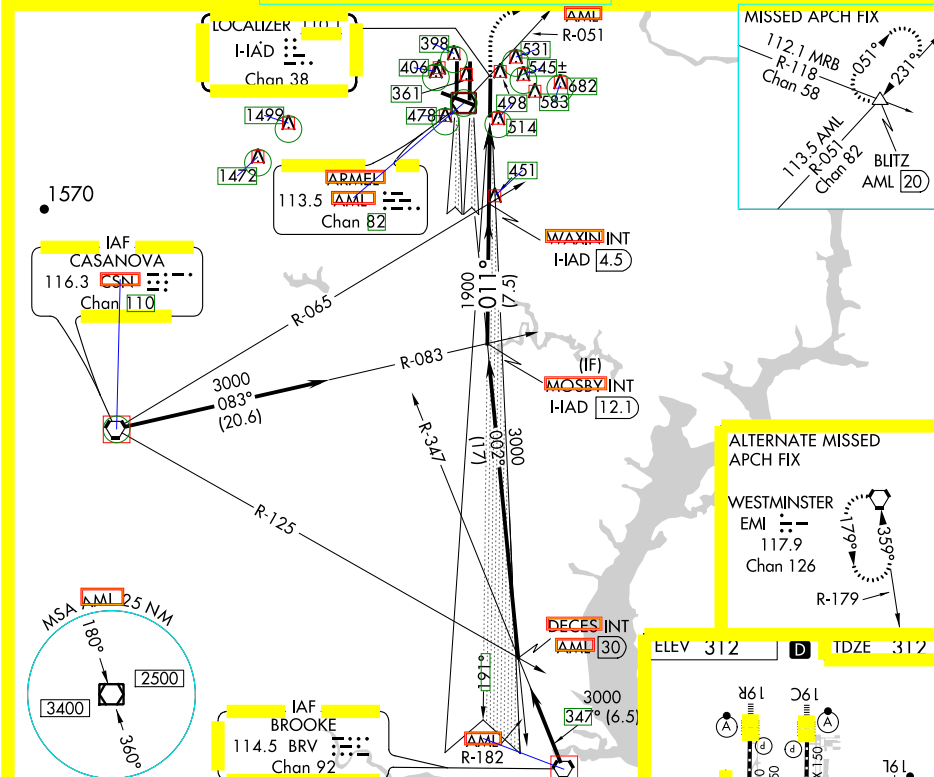 LOCALIZER 110.1
I-IAD
Chan 38
AML
R-051
398
406
361
478
531
545±
682
583
498
514
451
1499
1472
1570
ARMEL
113.5 AML
Chan 82
MISSED APCH FIX
112.1 MRB
R-118
Chan 58
051°
231°
113.5 AML
R-051
Chan 82
BLITZ
AML 20
IAF
CASANOVA
116.3 CSN
Chan 110
WAXIN INT
I-IAD 4.5
R-065
011°
1900
(7.5)
R-083
3000
083°
(20.6)
(IF)
MOSBY INT
I-IAD 12.1
R-347
3000
002°
(17)
R-125
ALTERNATE MISSED
APCH FIX
WESTMINSTER
EMI
117.9
Chan 126
179°
359°
R-179
MSA AML 25 NM
180°
2500
3400
360°
DECES INT
AML 30
191°
3000
347° (6.5)
IAF
BROOKE
114.5 BRV
Chan 92
AML
R-182
ELEV 312
D
TDZE 312
19R
19C
A
A
P
P
150
50
19L